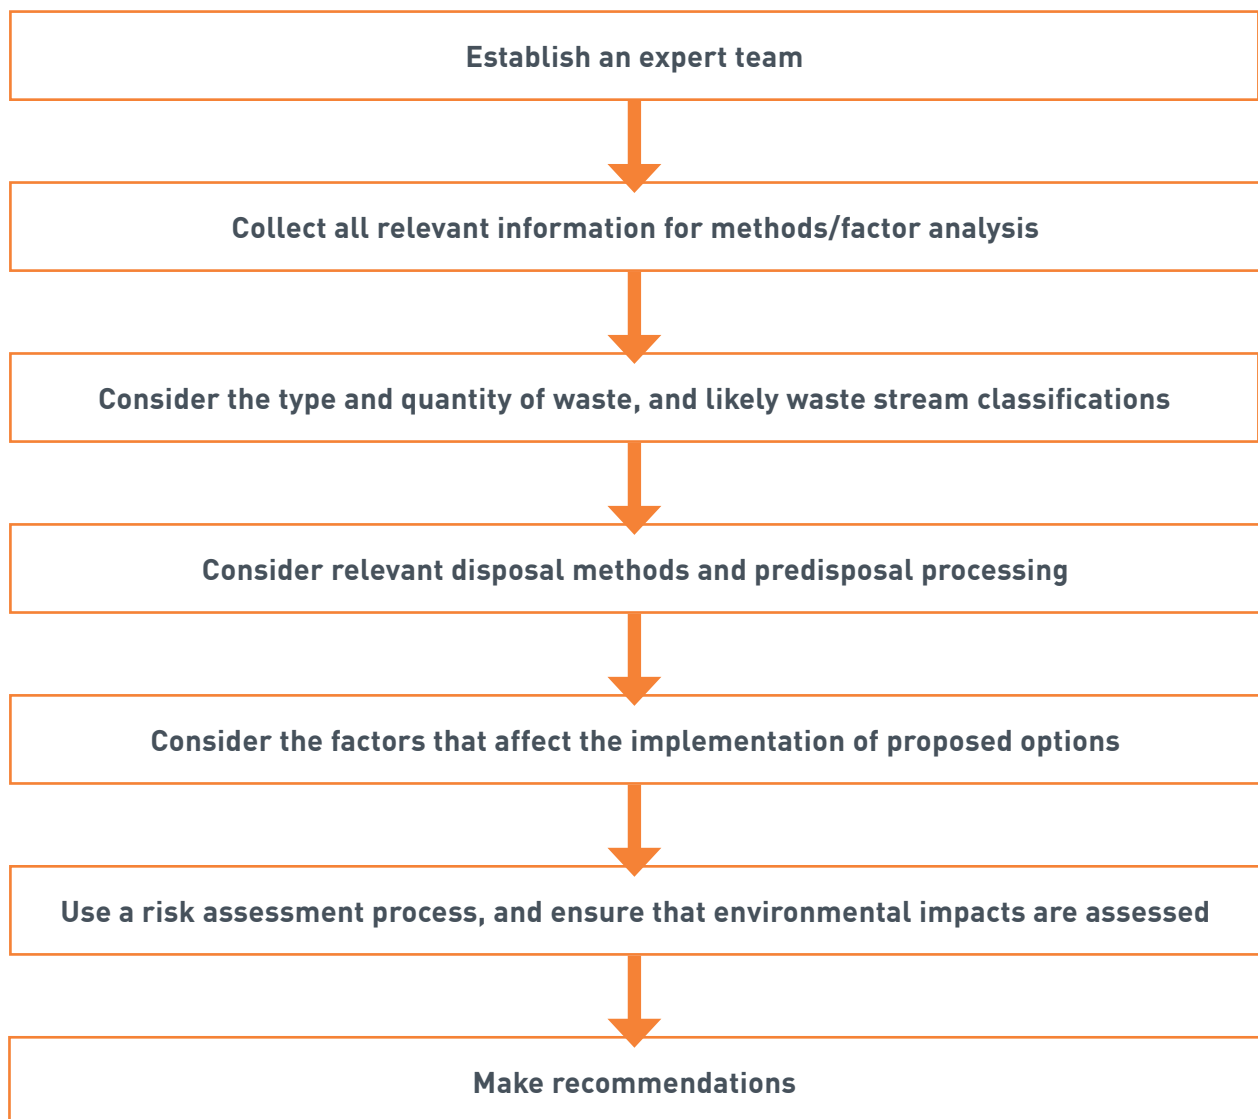 Establish an expert team
Collect all relevant information for methods/factor analysis
Consider the type and quantity of waste, and likely waste stream classifications
Consider relevant disposal methods and predisposal processing
Consider the factors that affect the implementation of proposed options
Use a risk assessment process, and ensure that environmental impacts are assessed
Make recommendations